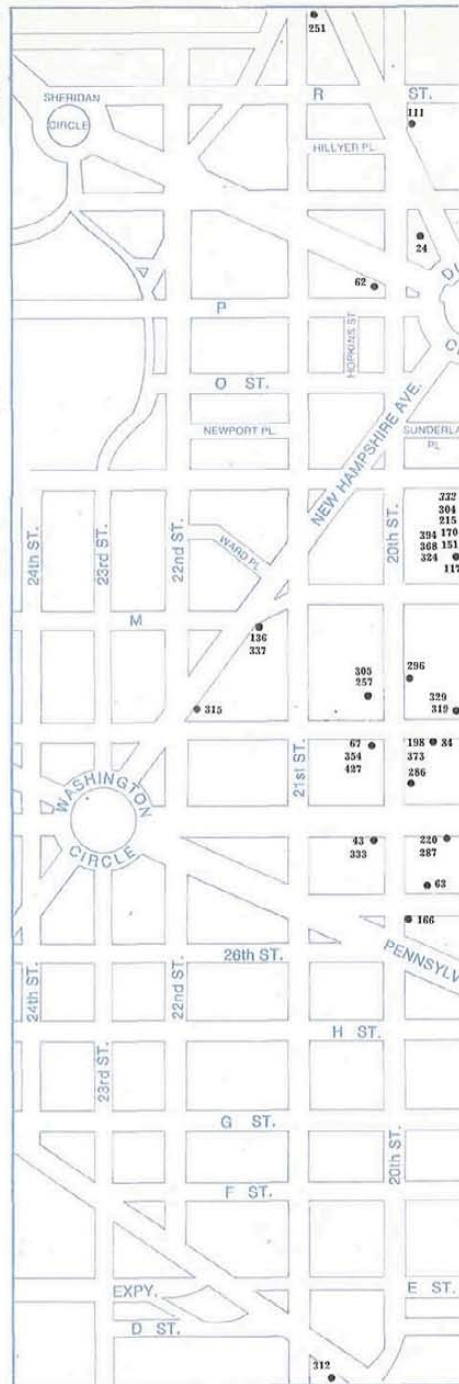 251
R ST.
SHERIDAN
CIRCLE
111
HILLYER PL.
24
62
P
HOPKINS ST
O ST.
NEWPORT PL.
NEW HAMPSHIRE AVE.
SUNDERLA
PL
24th ST.
23rd ST.
22nd ST.
20th ST.
332
304
215
394 170
368 151
324
117
WARD PL
M
136
337
305
257
296
315
329
319
21st ST.
67
354
427
198 84
373
286
WASHINGTON
CIRCLE
43
333
220
287
63
166
26th ST.
PENNSYLV
24th ST.
22nd ST.
H ST.
23rd ST.
G ST.
20th ST.
F ST.
EXPY.
E ST.
D ST.
312